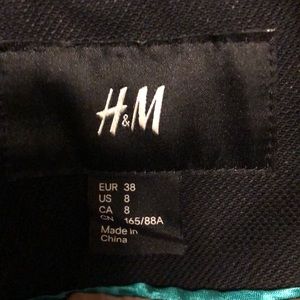 H&M
EUR 38
US 8
CA 8
CN 165/88A
Made in
China